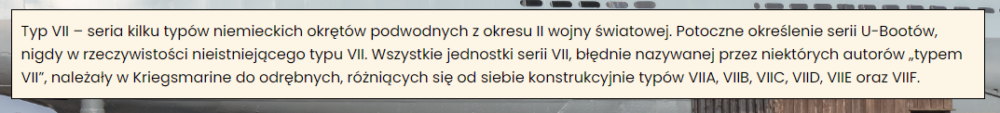 Typ VII – seria kilku typów niemieckich okrętów podwodnych z okresu II wojny światowej. Potoczne określenie serii U-Bootów,
nigdy w rzeczywistości nieistniejącego typu VII. Wszystkie jednostki serii VII, błędnie nazywanej przez niektórych autorów „typem
VII”, należały w Kriegsmarine do odrębnych, różniących się od siebie konstrukcyjnie typów VIIA, VIIB, VIIC, VIID, VIIE oraz VIIF.